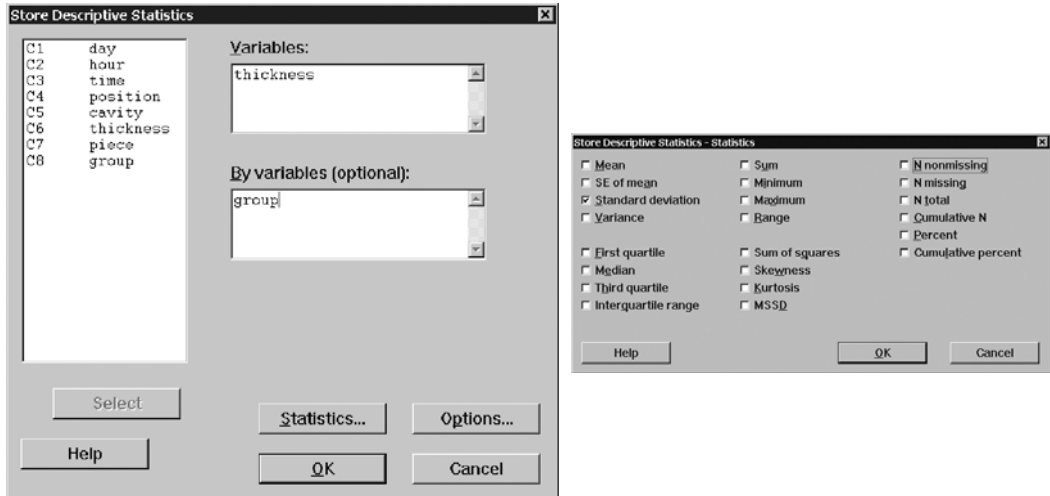 Store Descriptive Statistics
C1 day
C2 hour
C3 time
C4 position
C5 cavity
C6 thickness
C7 piece
C8 group
Variables:
thickness
By variables (optional):
group
Select
Statistics...
Options...
Help
OK
Cancel
Store Descriptive Statistics - Statistics
Mean
SE of mean
Standard deviation
Variance
First quartile
Median
Third quartile
Interquartile range
Sum
Minimum
Maximum
Range
Sum of squares
Skewness
Kurtosis
MSSD
N nonmissing
N missing
N total
Cumulative N
Percent
Cumulative percent
Help
OK
Cancel